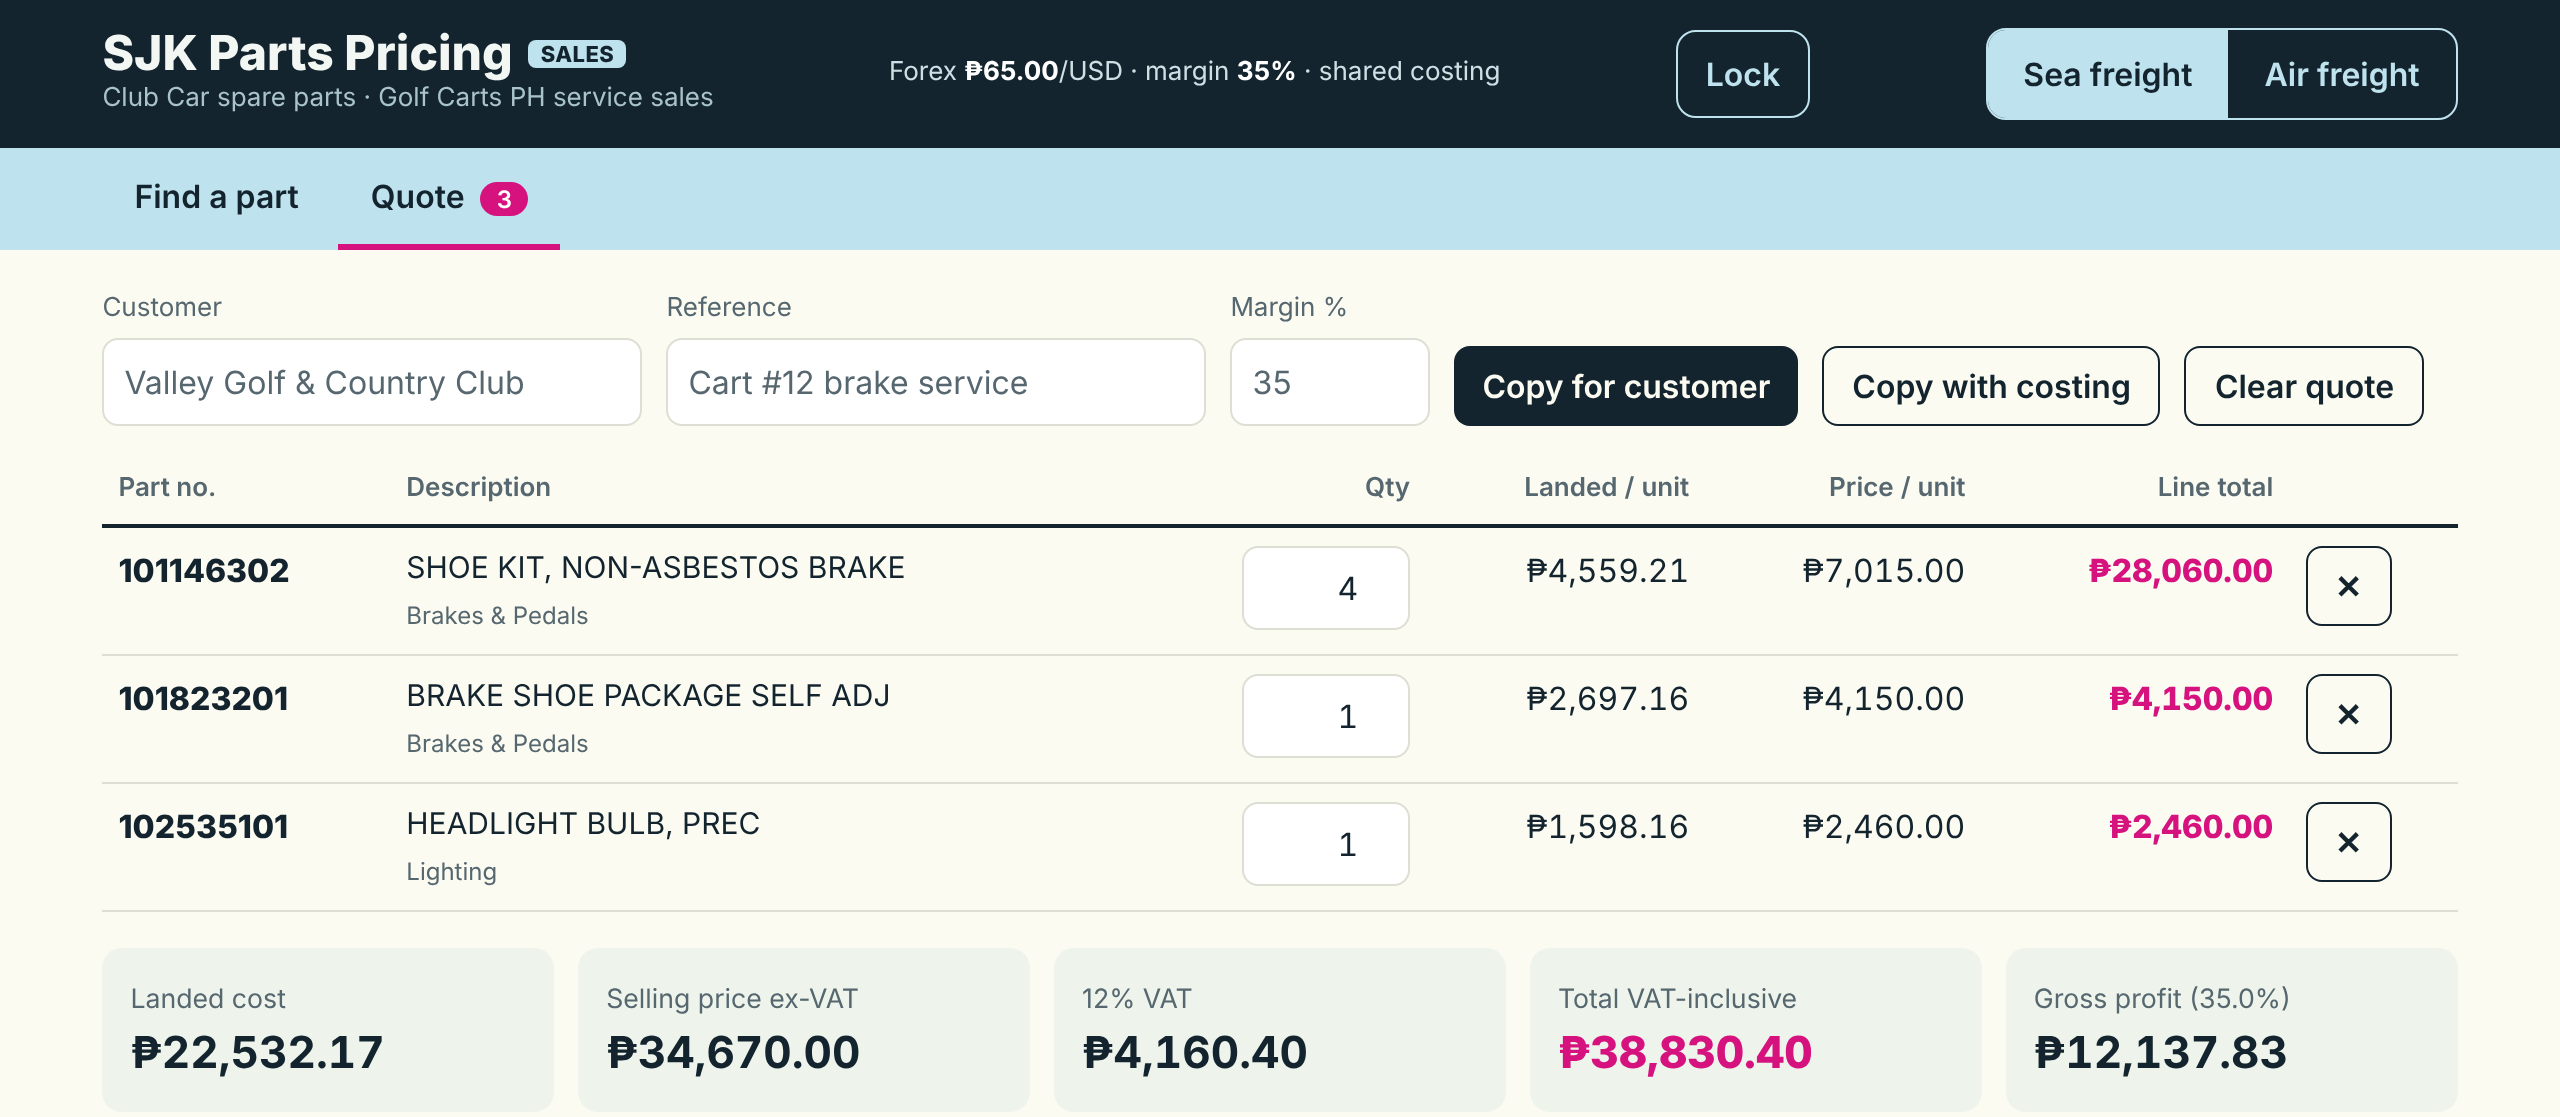 SJK Parts Pricing SALES
Club Car spare parts · Golf Carts PH service sales
Forex ₱65.00/USD · margin 35% · shared costing
Lock
Sea freight Air freight
Find a part Quote 3
Customer Reference Margin %
Valley Golf & Country Club Cart #12 brake service 35 Copy for customer Copy with costing Clear quote
Part no. Description Qty Landed / unit Price / unit Line total
101146302 SHOE KIT, NON-ASBESTOS BRAKE 4 ₱4,559.21 ₱7,015.00 ₱28,060.00 ✕
Brakes & Pedals
101823201 BRAKE SHOE PACKAGE SELF ADJ 1 ₱2,697.16 ₱4,150.00 ₱4,150.00 ✕
Brakes & Pedals
102535101 HEADLIGHT BULB, PREC 1 ₱1,598.16 ₱2,460.00 ₱2,460.00 ✕
Lighting
Landed cost Selling price ex-VAT 12% VAT Total VAT-inclusive Gross profit (35.0%)
₱22,532.17 ₱34,670.00 ₱4,160.40 ₱38,830.40 ₱12,137.83